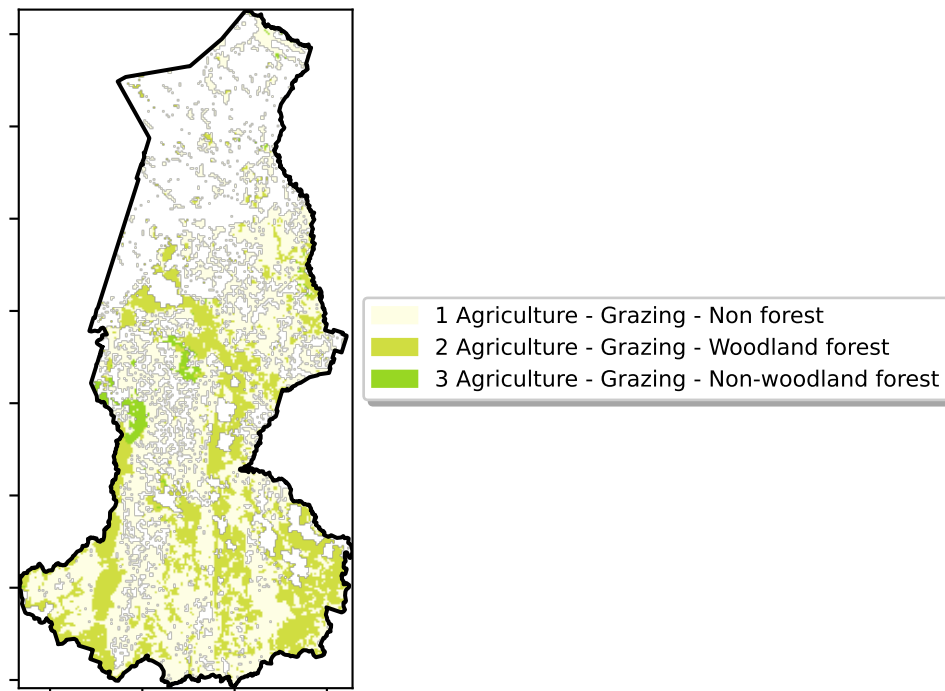 1 Agriculture - Grazing - Non forest
2 Agriculture - Grazing - Woodland forest
3 Agriculture - Grazing - Non-woodland forest